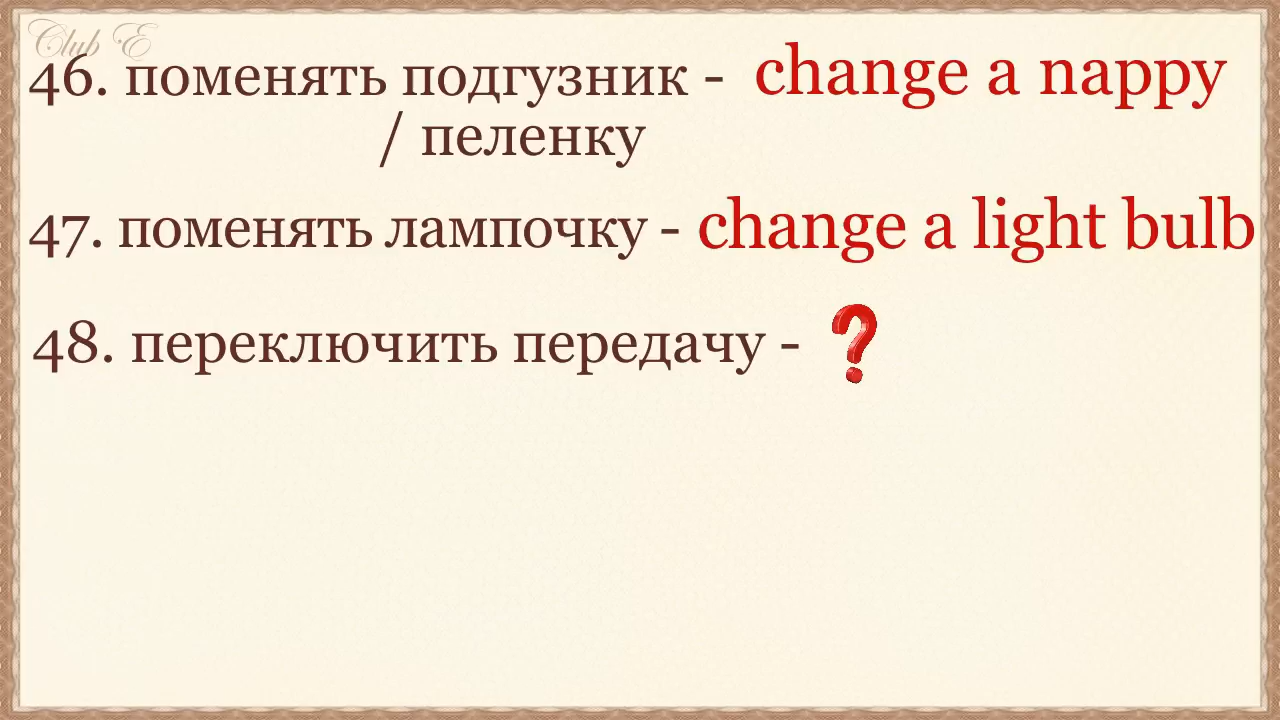 Club E
46. поменять подгузник - change a nappy
/ пеленку
47. поменять лампочку - change a light bulb
48. переключить передачу - ?